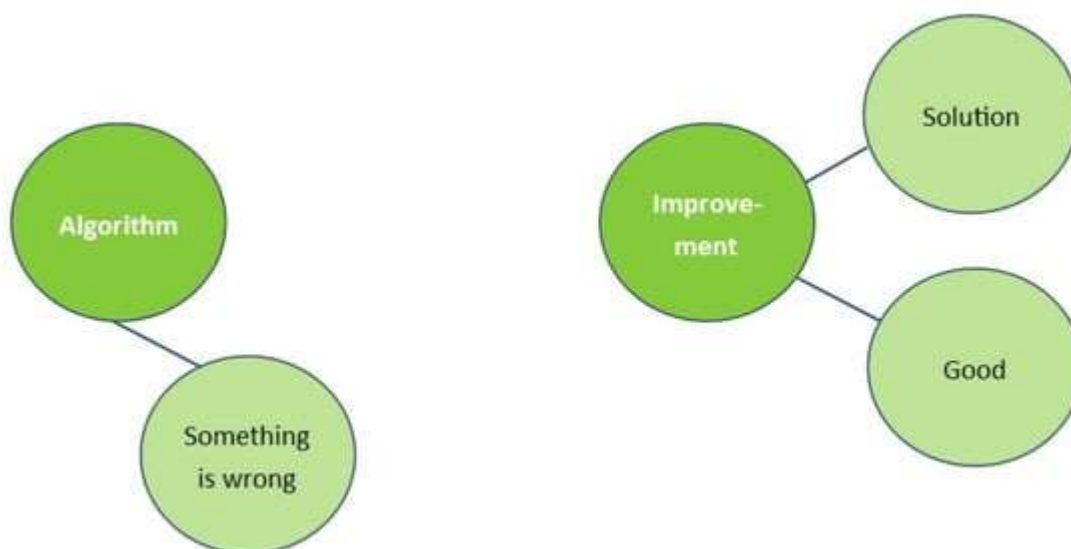 Algorithm
Something
is wrong
Improve-
ment
Solution
Good